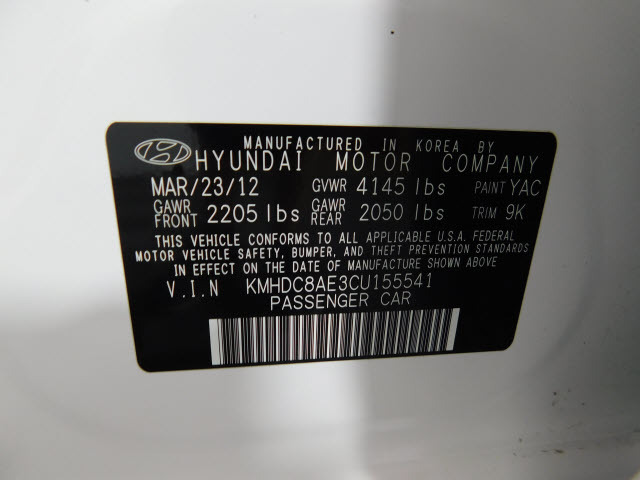 MANUFACTURED IN KOREA BY
HYUNDAI MOTOR COMPANY
MAR/23/12 GVWR 4145 lbs PAINT YAC
GAWR FRONT 2205 lbs GAWR REAR 2050 lbs TRIM 9K
THIS VEHICLE CONFORMS TO ALL APPLICABLE U.S.A. FEDERAL
MOTOR VEHICLE SAFETY, BUMPER, AND THEFT PREVENTION STANDARDS
IN EFFECT ON THE DATE OF MANUFACTURE SHOWN ABOVE.
V.I.N KMHDC8AE3CU155541
PASSENGER CAR